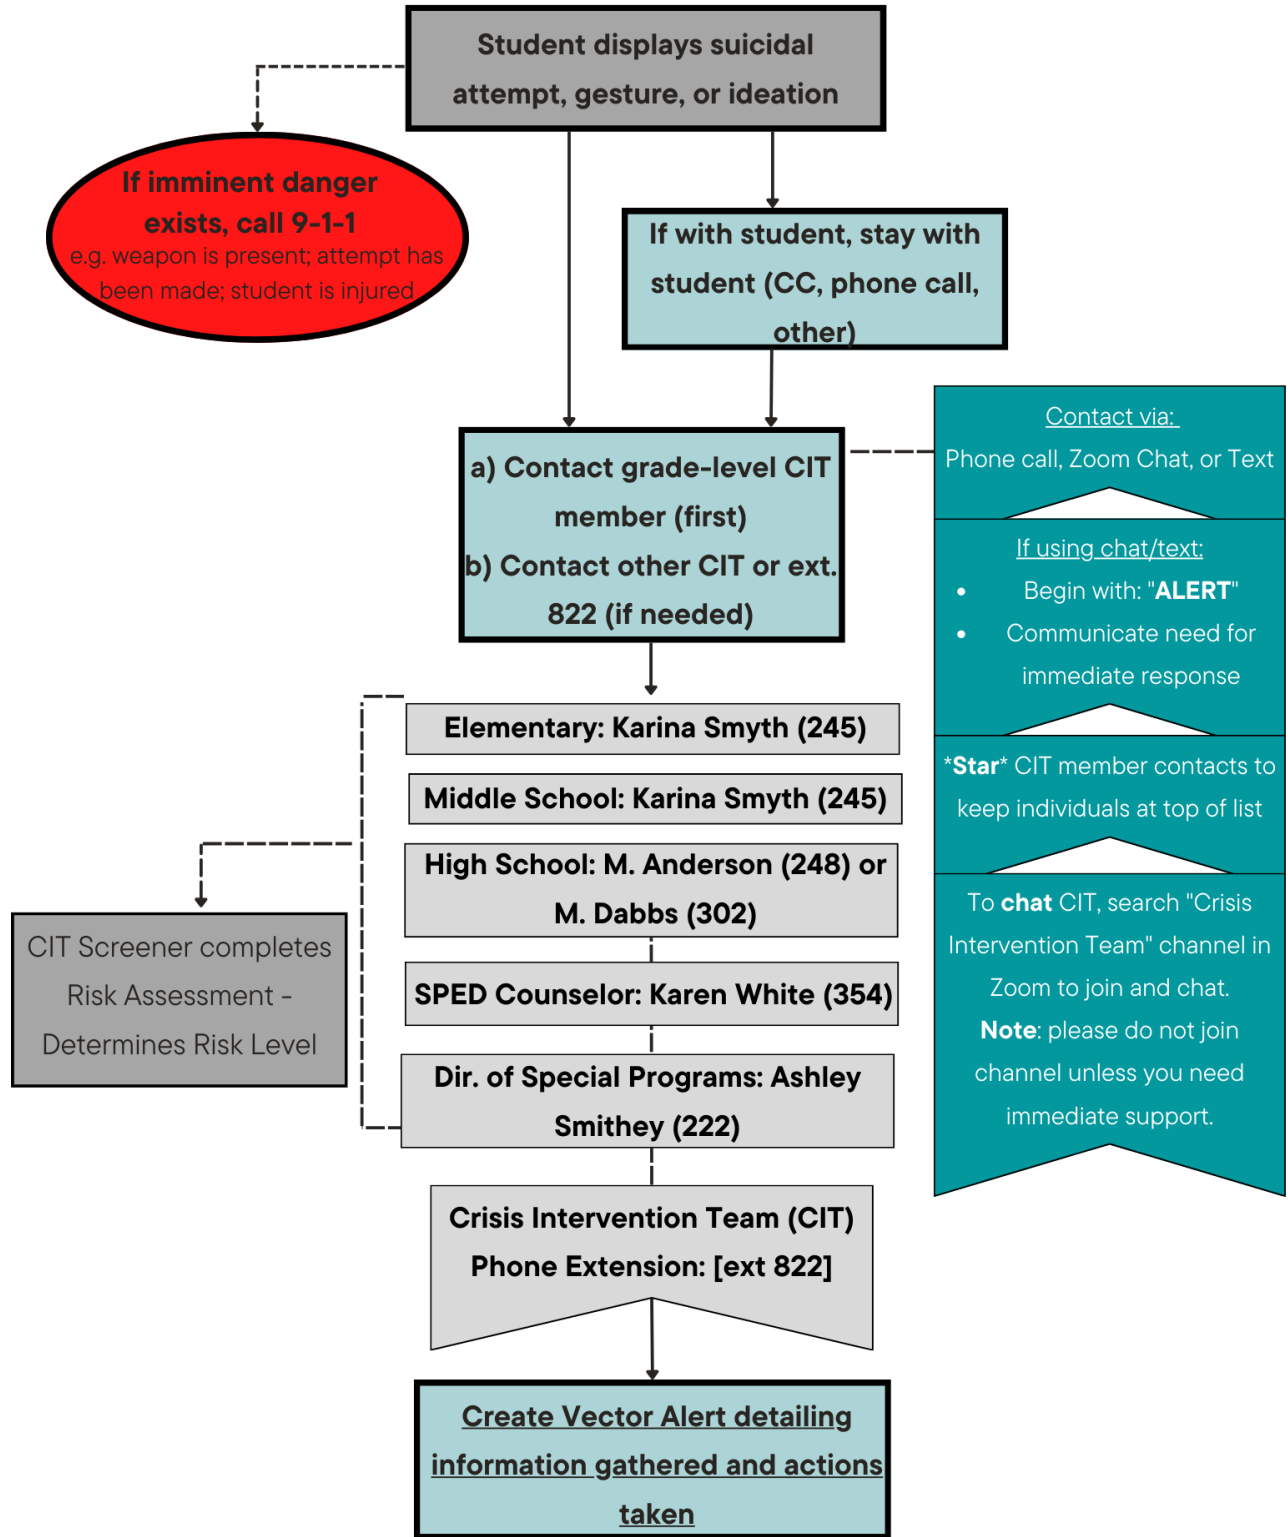 Student displays suicidal
attempt, gesture, or ideation
If imminent danger
exists, call 9-1-1
e.g. weapon is present; attempt has
been made; student is injured
If with student, stay with
student (CC, phone call,
other)
a) Contact grade-level CIT
member (first)
b) Contact other CIT or ext.
822 (if needed)
Contact via:
Phone call, Zoom Chat, or Text
If using chat/text:
• Begin with: "ALERT"
• Communicate need for
immediate response
*Star* CIT member contacts to
keep individuals at top of list
To chat CIT, search "Crisis
Intervention Team" channel in
Zoom to join and chat.
Note: please do not join
channel unless you need
immediate support.
Elementary: Karina Smyth (245)
Middle School: Karina Smyth (245)
High School: M. Anderson (248) or
M. Dabbs (302)
SPED Counselor: Karen White (354)
Dir. of Special Programs: Ashley
Smithey (222)
CIT Screener completes
Risk Assessment -
Determines Risk Level
Crisis Intervention Team (CIT)
Phone Extension: [ext 822]
Create Vector Alert detailing
information gathered and actions
taken